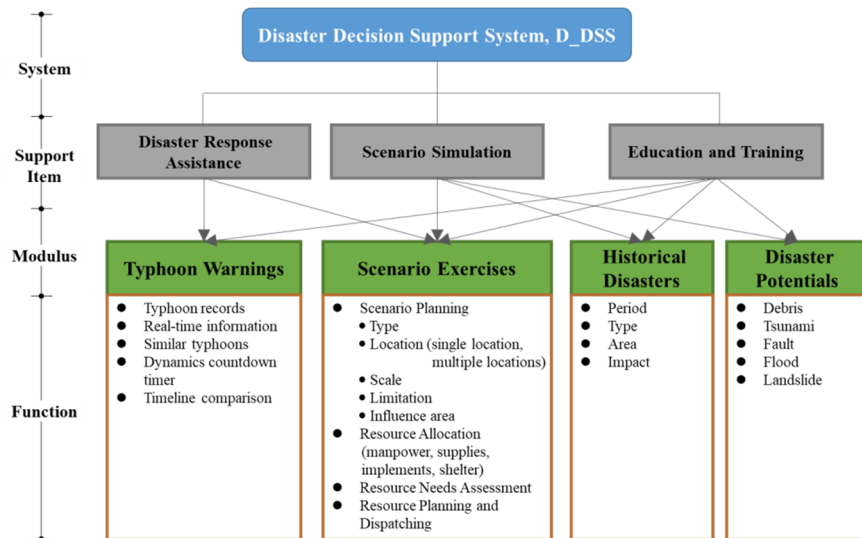 Disaster Decision Support System, D_DSS
System
Support
Item
Disaster Response
Assistance
Scenario Simulation
Education and Training
Modulus
Typhoon Warnings
Scenario Exercises
Historical
Disasters
Disaster
Potentials
Function
● Typhoon records
● Real-time information
● Similar typhoons
● Dynamics countdown
timer
● Timeline comparison
● Scenario Planning
• Type
• Location (single location,
multiple locations)
• Scale
• Limitation
• Influence area
● Resource Allocation
(manpower, supplies,
implements, shelter)
● Resource Needs Assessment
● Resource Planning and
Dispatching
● Period
● Type
● Area
● Impact
● Debris
● Tsunami
● Fault
● Flood
● Landslide